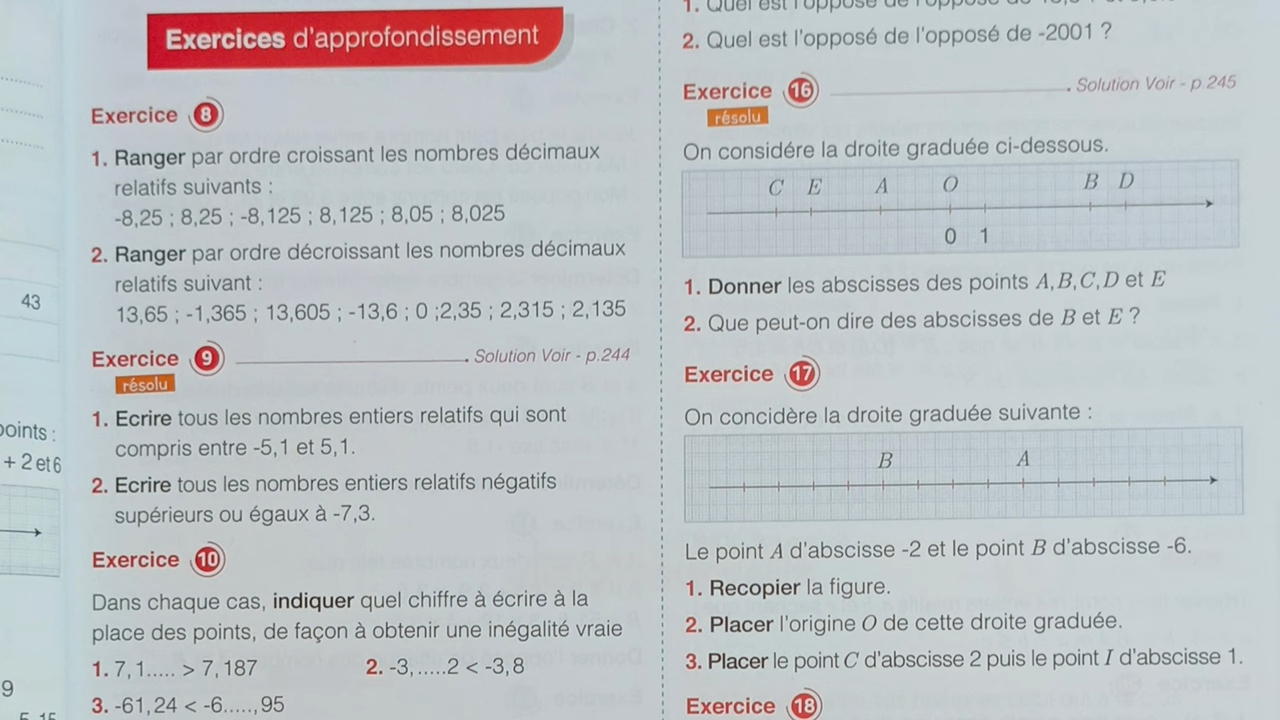 43
points :
+ 2 et 6
9
Exercices d'approfondissement
Exercice 8
1. Ranger par ordre croissant les nombres décimaux
relatifs suivants :
-8,25 ; 8,25 ; -8,125 ; 8,125 ; 8,05 ; 8,025
2. Ranger par ordre décroissant les nombres décimaux
relatifs suivant :
13,65 ; -1,365 ; 13,605 ; -13,6 ; 0 ;2,35 ; 2,315 ; 2,135
Exercice 9 Solution Voir - p.244
résolu
1. Ecrire tous les nombres entiers relatifs qui sont
compris entre -5,1 et 5,1.
2. Ecrire tous les nombres entiers relatifs négatifs
supérieurs ou égaux à -7,3.
Exercice 10
Dans chaque cas, indiquer quel chiffre à écrire à la
place des points, de façon à obtenir une inégalité vraie
1. 7,1..... > 7,187 2. -3,.....2 < -3,8
3. -61,24 < -6.....,95
2. Quel est l'opposé de l'opposé de -2001 ?
Exercice 16 Solution Voir - p.245
résolu
On considére la droite graduée ci-dessous.
C E A O B D
0 1
1. Donner les abscisses des points A,B,C,D et E
2. Que peut-on dire des abscisses de B et E ?
Exercice 17
On concidère la droite graduée suivante :
B A
Le point A d'abscisse -2 et le point B d'abscisse -6.
1. Recopier la figure.
2. Placer l'origine O de cette droite graduée.
3. Placer le point C d'abscisse 2 puis le point I d'abscisse 1.
Exercice 18